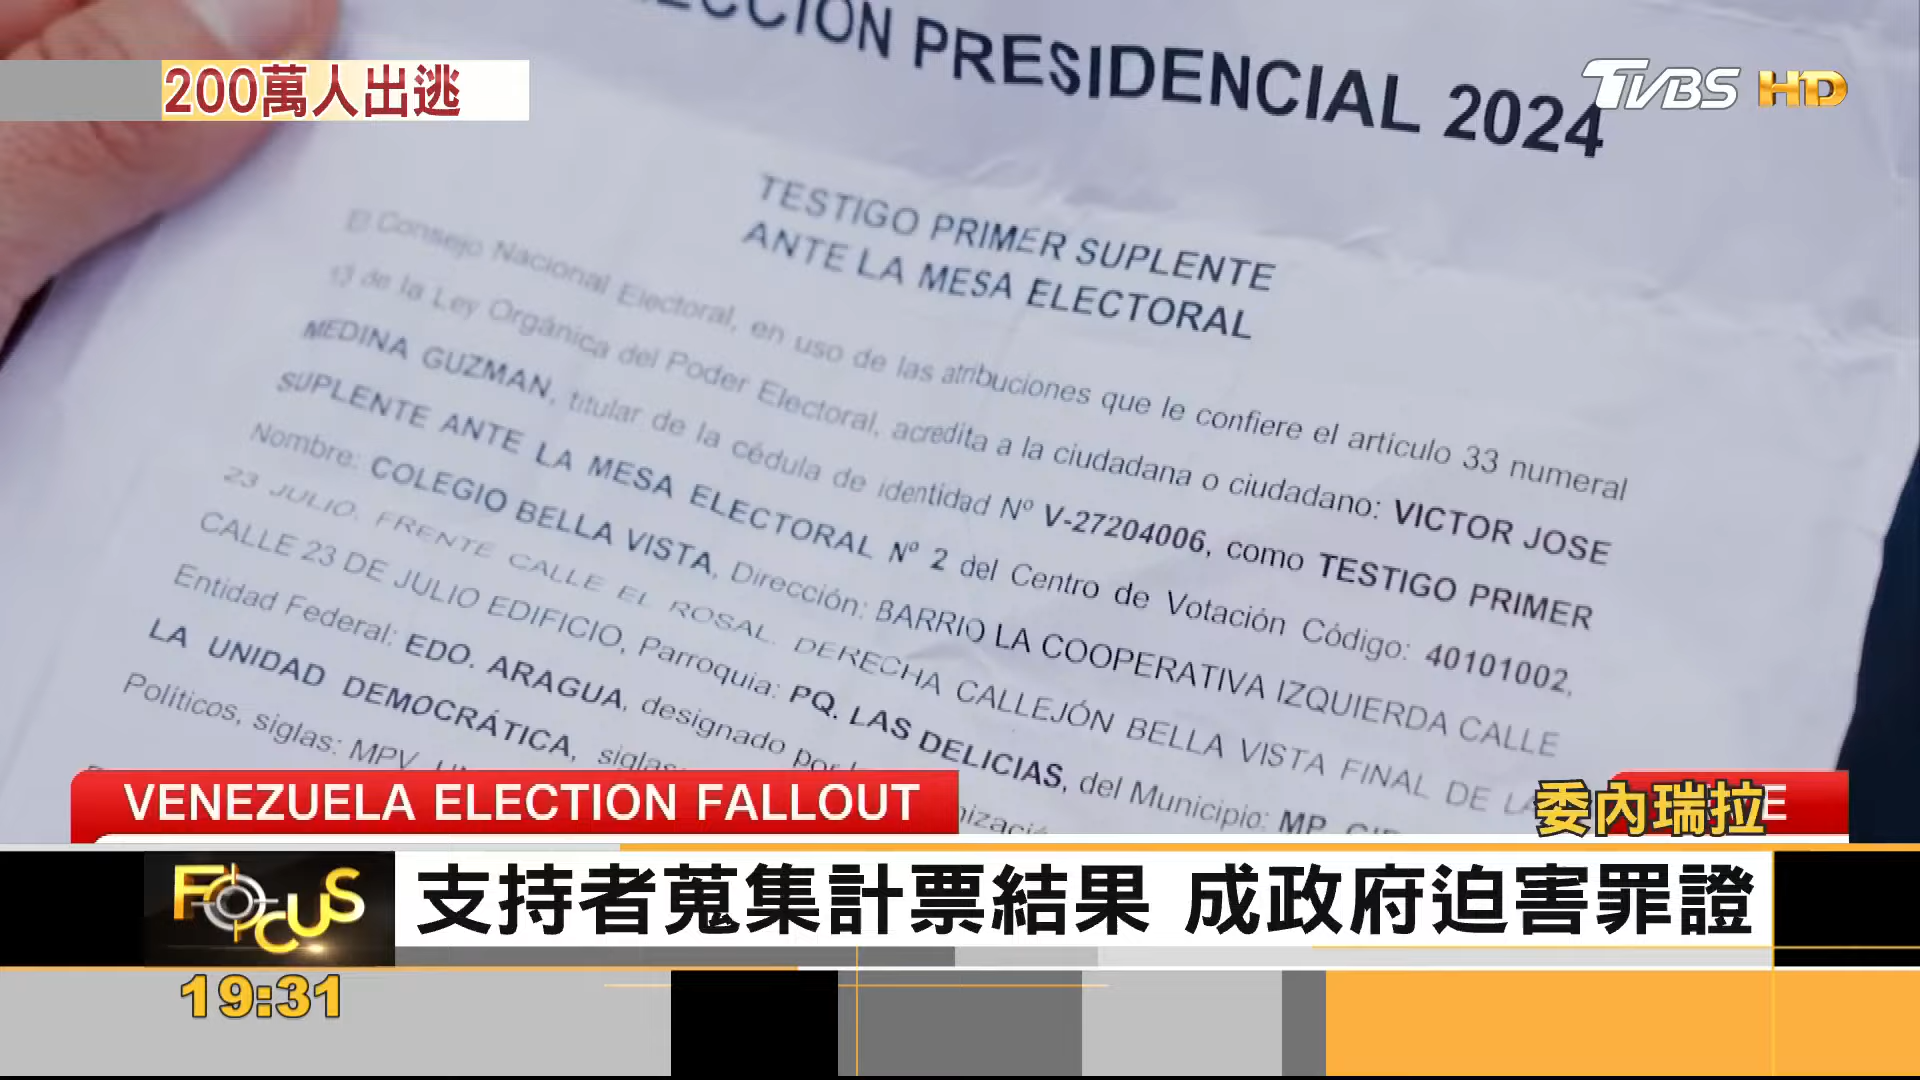 ECCIÓN PRESIDENCIAL 2024
200萬人出逃
TVBS HD
TESTIGO PRIMER SUPLENTE
ANTE LA MESA ELECTORAL
El Consejo Nacional Electoral, en uso de las atribuciones que le confiere el artículo 33 numeral
de la Ley Orgánica del Poder Electoral, acredita a la ciudadana o ciudadano: VICTOR JOSE
MEDINA GUZMAN, titular de la cédula de identidad Nº V-27204006, como TESTIGO PRIMER
SUPLENTE ANTE LA MESA ELECTORAL Nº 2 del Centro de Votación Código: 40101002,
Nombre: COLEGIO BELLA VISTA, Dirección: BARRIO LA COOPERATIVA IZQUIERDA CALLE
23 JULIO. FRENTE CALLE EL ROSAL. DERECHA CALLEJÓN BELLA VISTA FINAL DE LA
CALLE 23 DE JULIO EDIFICIO, Parroquia: PQ. LAS DELICIAS, del Municipio: MP.
Entidad Federal: EDO. ARAGUA, designado por
LA UNIDAD DEMOCRÁTICA, siglas:
Políticos, siglas: MPV
VENEZUELA ELECTION FALLOUT
委內瑞拉
FOCUS
支持者蒐集計票結果 成政府迫害罪證
19:31